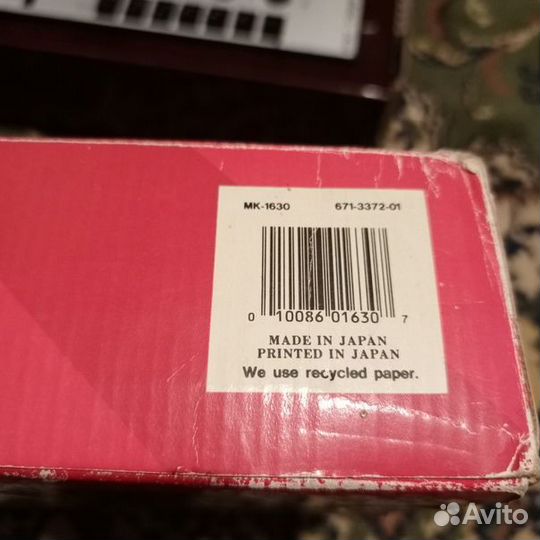 MK-1630 671-3372-01
0 10086 01630 7
MADE IN JAPAN
PRINTED IN JAPAN
We use recycled paper.
Avito